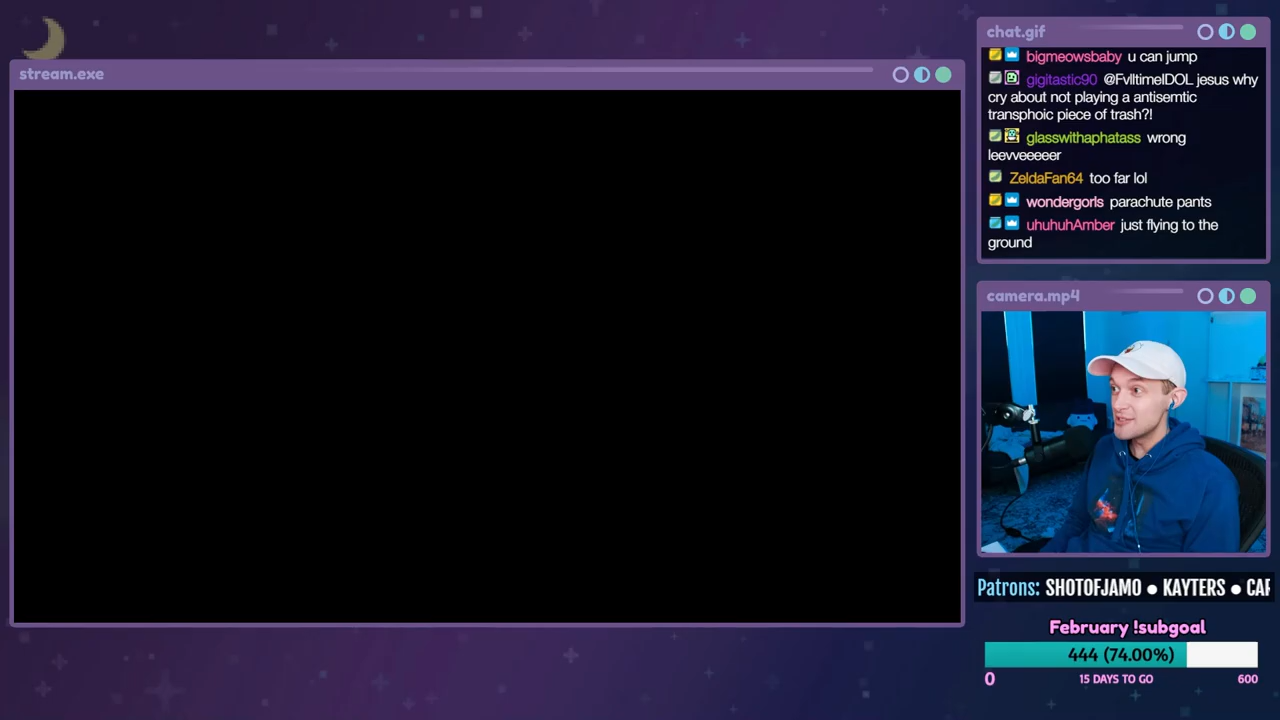 stream.exe
chat.gif
bigmeowsbaby u can jump
gigitastic90 @FvlltimeIDOL jesus why
cry about not playing a antisemtic
transphoic piece of trash?!
glasswithaphatass wrong
leevveeeeer
ZeldaFan64 too far lol
wondergorls parachute pants
uhuhuhAmber just flying to the
ground
camera.mp4
Patrons: SHOTOFJAMO ● KAYTERS ● CAR
February !subgoal
444 (74.00%)
0 15 DAYS TO GO 600